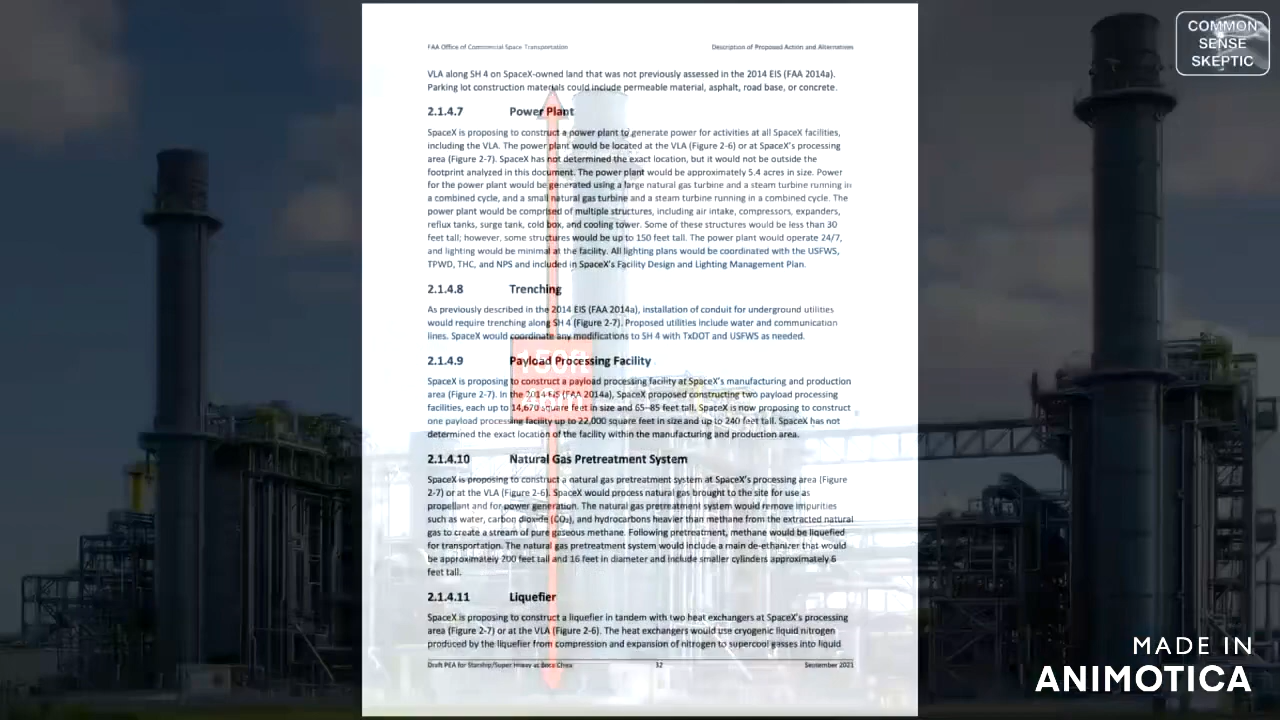 COMMON
SENSE
SKEPTIC
FAA Office of Commercial Space Transportation
Description of Proposed Action and Alternatives
VLA along SH 4 on SpaceX-owned land that was not previously assessed in the 2014 EIS (FAA 2014a).
Parking lot construction materials could include permeable material, asphalt, road base, or concrete.
2.1.4.7 Power Plant
SpaceX is proposing to construct a power plant to generate power for activities at all SpaceX facilities,
including the VLA. The power plant would be located at the VLA (Figure 2-6) or at SpaceX's processing
area (Figure 2-7). SpaceX has not determined the exact location, but it would not be outside the
footprint analyzed in this document. The power plant would be approximately 5.4 acres in size. Power
for the power plant would be generated using a large natural gas turbine and a steam turbine running in
a combined cycle, and a small natural gas turbine and a steam turbine running in a combined cycle. The
power plant would be comprised of multiple structures, including air intake, compressors, expanders,
reflux tanks, surge tank, cold box, and cooling tower. Some of these structures would be less than 30
feet tall; however, some structures would be up to 150 feet tall. The power plant would operate 24/7,
and lighting would be minimal at the facility. All lighting plans would be coordinated with the USFWS,
TPWD, THC, and NPS and included in SpaceX's Facility Design and Lighting Management Plan.
2.1.4.8 Trenching
As previously described in the 2014 EIS (FAA 2014a), installation of conduit for underground utilities
would require trenching along SH 4 (Figure 2-7). Proposed utilities include water and communication
lines. SpaceX would coordinate any modifications to SH 4 with TxDOT and USFWS as needed.
150ft
2.1.4.9 Payload Processing Facility
SpaceX is proposing to construct a payload processing facility at SpaceX's manufacturing and production
area (Figure 2-7). In the 2014 EIS (FAA 2014a), SpaceX proposed constructing two payload processing
facilities, each up to 14,670 square feet in size and 65–85 feet tall. SpaceX is now proposing to construct
one payload processing facility up to 22,000 square feet in size and up to 240 feet tall. SpaceX has not
determined the exact location of the facility within the manufacturing and production area.
2.1.4.10 Natural Gas Pretreatment System
SpaceX is proposing to construct a natural gas pretreatment system at SpaceX's processing area (Figure
2-7) or at the VLA (Figure 2-6). SpaceX would process natural gas brought to the site for use as
propellant and for power generation. The natural gas pretreatment system would remove impurities
such as water, carbon dioxide (CO₂), and hydrocarbons heavier than methane from the extracted natural
gas to create a stream of pure gaseous methane. Following pretreatment, methane would be liquefied
for transportation. The natural gas pretreatment system would include a main de-ethanizer that would
be approximately 200 feet tall and 16 feet in diameter and include smaller cylinders approximately 6
feet tall.
2.1.4.11 Liquefier
SpaceX is proposing to construct a liquefier in tandem with two heat exchangers at SpaceX's processing
area (Figure 2-7) or at the VLA (Figure 2-6). The heat exchangers would use cryogenic liquid nitrogen
produced by the liquefier from compression and expansion of nitrogen to supercool gasses into liquid
Draft PEA for Starship/Super Heavy at Boca Chica
32
September 2021
MADE IN
ANIMOTICA